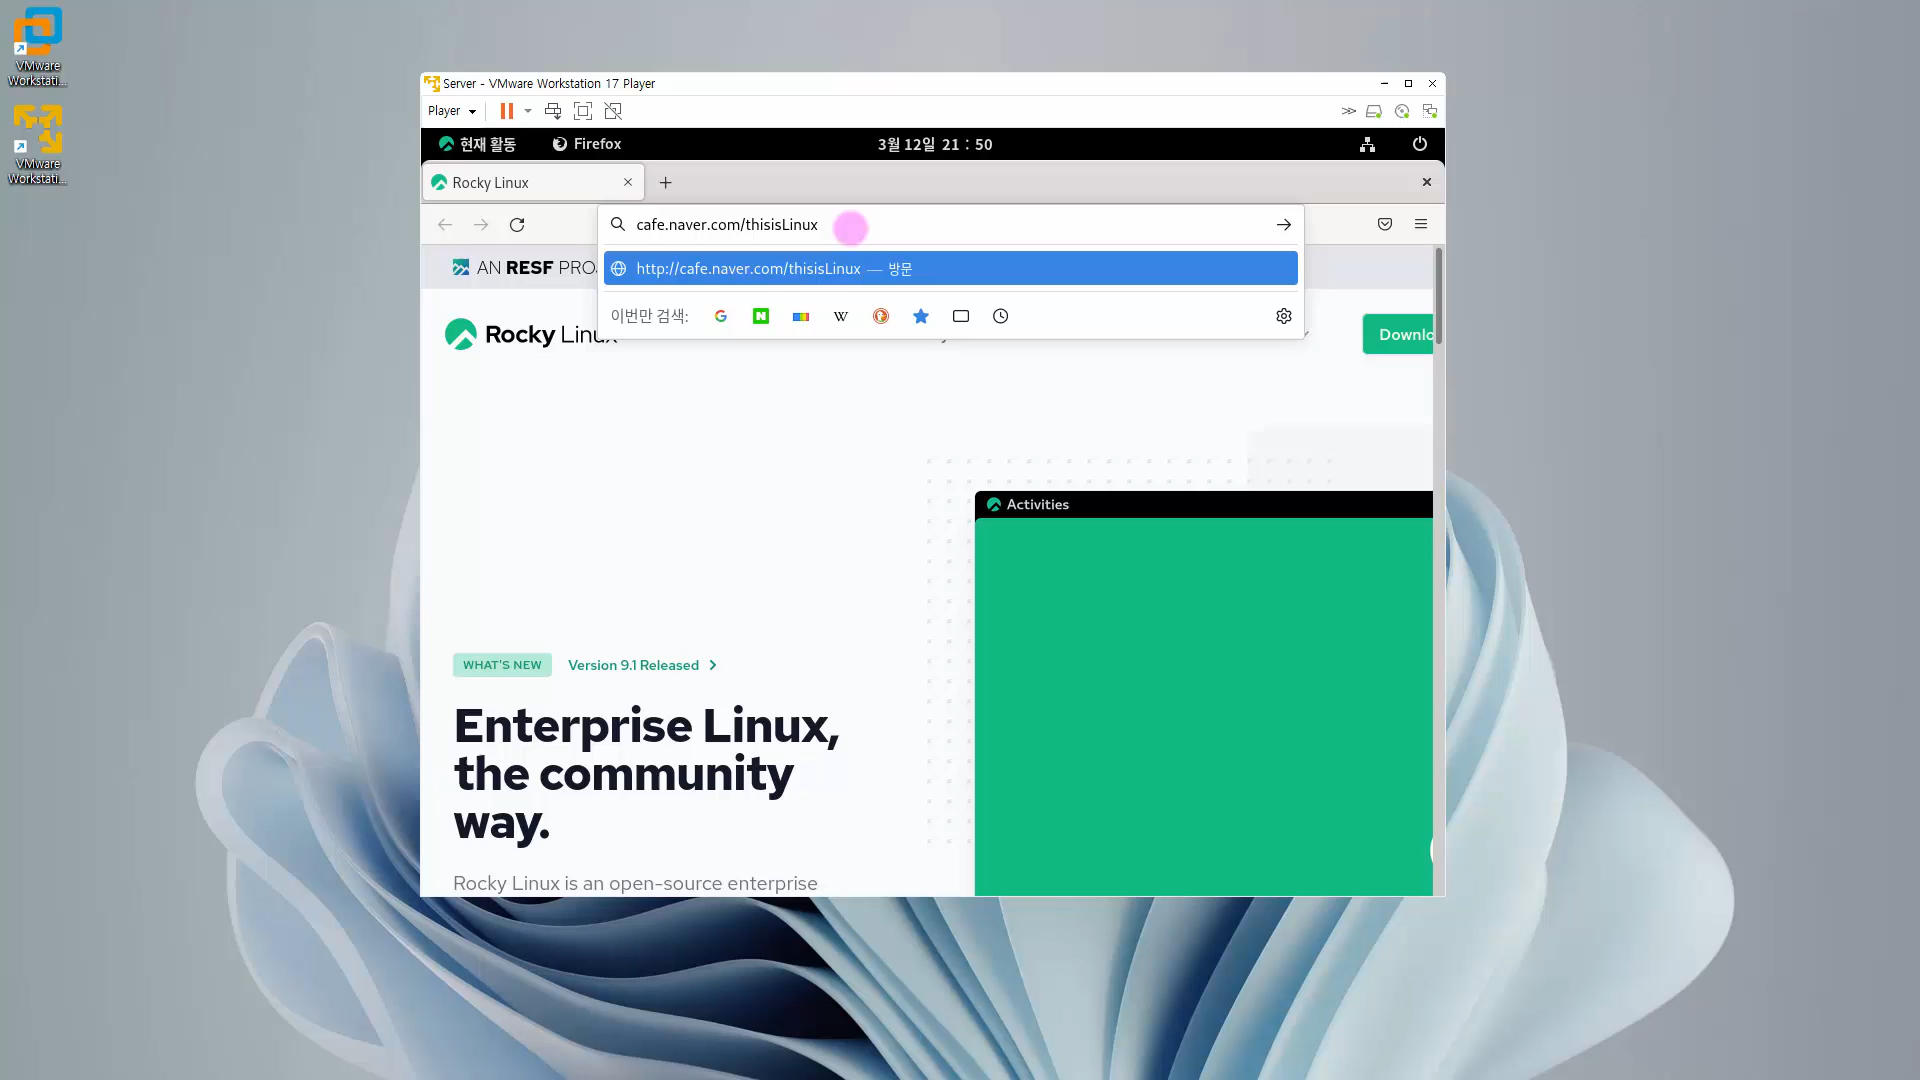 VMware
Workstati...
VMware
Workstati...
Server - VMware Workstation 17 Player
Player
현재 활동 Firefox 3월 12일 21 : 50
Rocky Linux
cafe.naver.com/thisisLinux
http://cafe.naver.com/thisisLinux — 방문
이번만 검색:
AN RESF PRO
Rocky Linux
Downlo
Activities
WHAT'S NEW Version 9.1 Released
Enterprise Linux,
the community
way.
Rocky Linux is an open-source enterprise